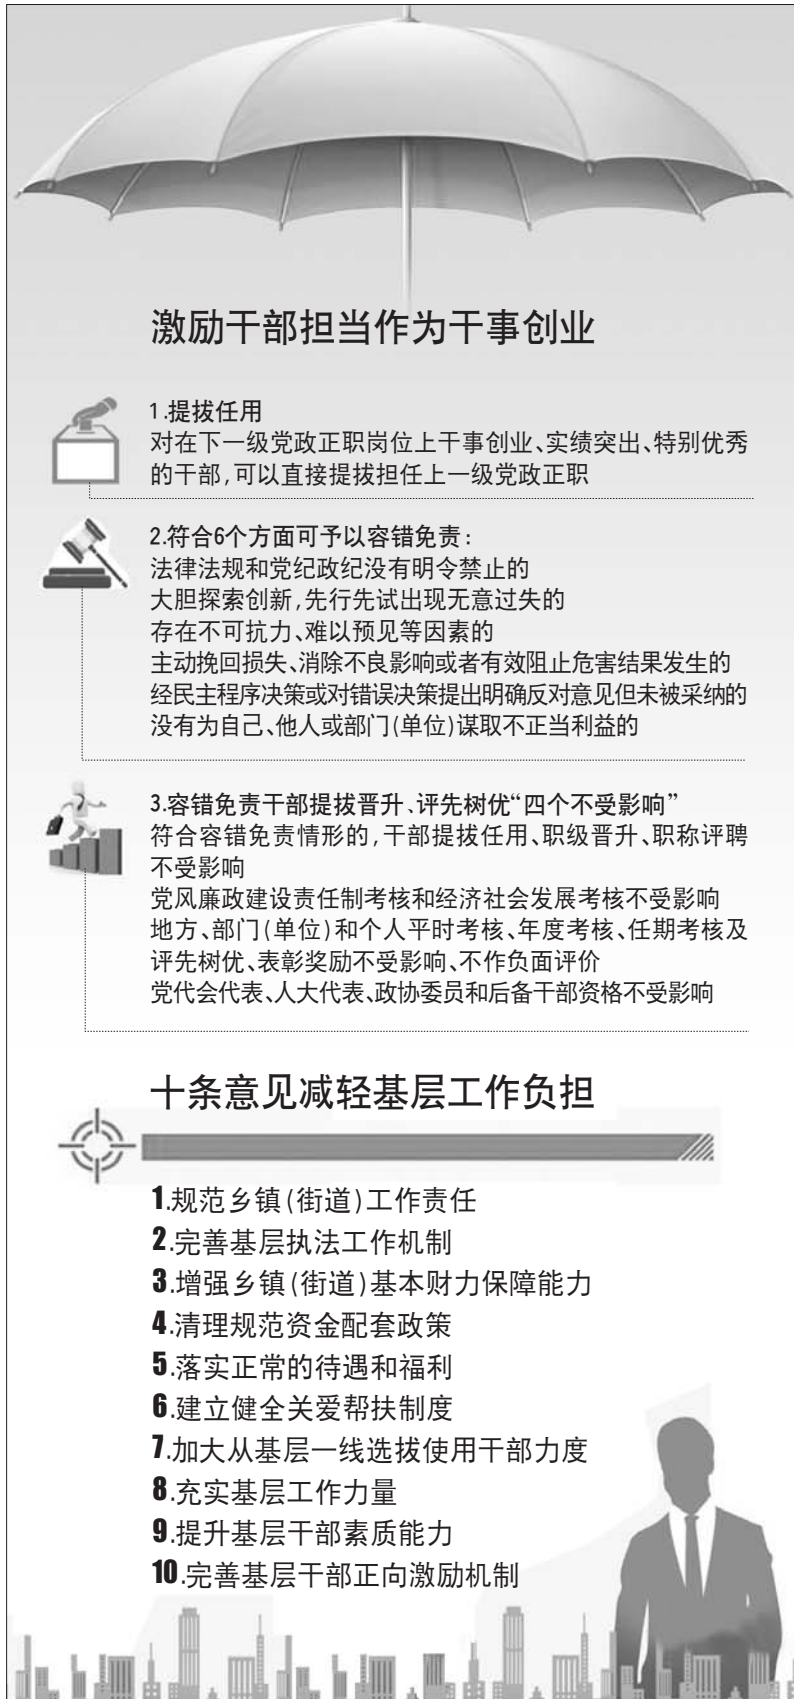 激励干部担当作为干事创业
1.提拔任用
对在下一级党政正职岗位上干事创业、实绩突出、特别优秀
的干部,可以直接提拔担任上一级党政正职
2.符合6个方面可予以容错免责:
法律法规和党纪政纪没有明令禁止的
大胆探索创新,先行先试出现无意过失的
存在不可抗力、难以预见等因素的
主动挽回损失、消除不良影响或者有效阻止危害结果发生的
经民主程序决策或对错误决策提出明确反对意见但未被采纳的
没有为自己、他人或部门(单位)谋取不正当利益的
3.容错免责干部提拔晋升、评先树优“四个不受影响”
符合容错免责情形的,干部提拔任用、职级晋升、职称评聘
不受影响
党风廉政建设责任制考核和经济社会发展考核不受影响
地方、部门(单位)和个人平时考核、年度考核、任期考核及
评先树优、表彰奖励不受影响、不作负面评价
党代会代表、人大代表、政协委员和后备干部资格不受影响
十条意见减轻基层工作负担
1.规范乡镇(街道)工作责任
2.完善基层执法工作机制
3.增强乡镇(街道)基本财力保障能力
4.清理规范资金配套政策
5.落实正常的待遇和福利
6.建立健全关爱帮扶制度
7.加大从基层一线选拔使用干部力度
8.充实基层工作力量
9.提升基层干部素质能力
10.完善基层干部正向激励机制